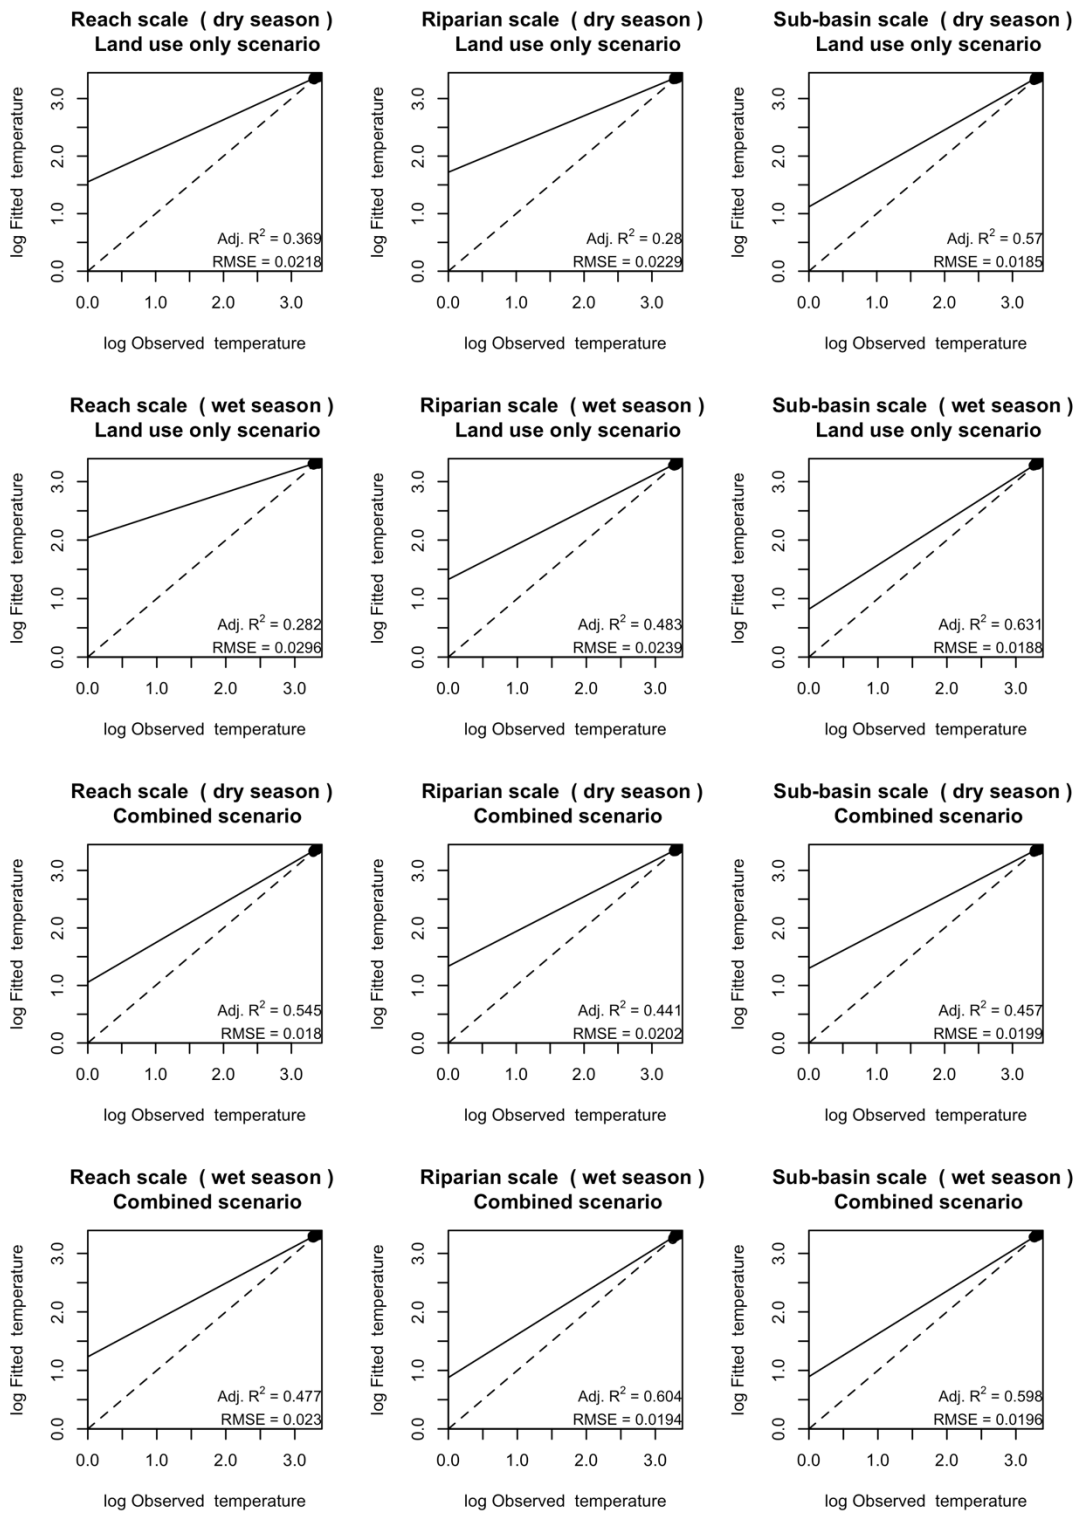 Reach scale ( dry season )
Land use only scenario
log Fitted temperature
3.0
2.0
1.0
0.0
Adj. R² = 0.369
RMSE = 0.0218
0.0 1.0 2.0 3.0
log Observed temperature
Riparian scale ( dry season )
Land use only scenario
log Fitted temperature
3.0
2.0
1.0
0.0
Adj. R² = 0.28
RMSE = 0.0229
0.0 1.0 2.0 3.0
log Observed temperature
Sub-basin scale ( dry season )
Land use only scenario
log Fitted temperature
3.0
2.0
1.0
0.0
Adj. R² = 0.57
RMSE = 0.0185
0.0 1.0 2.0 3.0
log Observed temperature
Reach scale ( wet season )
Land use only scenario
log Fitted temperature
3.0
2.0
1.0
0.0
Adj. R² = 0.282
RMSE = 0.0296
0.0 1.0 2.0 3.0
log Observed temperature
Riparian scale ( wet season )
Land use only scenario
log Fitted temperature
3.0
2.0
1.0
0.0
Adj. R² = 0.483
RMSE = 0.0239
0.0 1.0 2.0 3.0
log Observed temperature
Sub-basin scale ( wet season )
Land use only scenario
log Fitted temperature
3.0
2.0
1.0
0.0
Adj. R² = 0.631
RMSE = 0.0188
0.0 1.0 2.0 3.0
log Observed temperature
Reach scale ( dry season )
Combined scenario
log Fitted temperature
3.0
2.0
1.0
0.0
Adj. R² = 0.545
RMSE = 0.018
0.0 1.0 2.0 3.0
log Observed temperature
Riparian scale ( dry season )
Combined scenario
log Fitted temperature
3.0
2.0
1.0
0.0
Adj. R² = 0.441
RMSE = 0.0202
0.0 1.0 2.0 3.0
log Observed temperature
Sub-basin scale ( dry season )
Combined scenario
log Fitted temperature
3.0
2.0
1.0
0.0
Adj. R² = 0.457
RMSE = 0.0199
0.0 1.0 2.0 3.0
log Observed temperature
Reach scale ( wet season )
Combined scenario
log Fitted temperature
3.0
2.0
1.0
0.0
Adj. R² = 0.477
RMSE = 0.023
0.0 1.0 2.0 3.0
log Observed temperature
Riparian scale ( wet season )
Combined scenario
log Fitted temperature
3.0
2.0
1.0
0.0
Adj. R² = 0.604
RMSE = 0.0194
0.0 1.0 2.0 3.0
log Observed temperature
Sub-basin scale ( wet season )
Combined scenario
log Fitted temperature
3.0
2.0
1.0
0.0
Adj. R² = 0.598
RMSE = 0.0196
0.0 1.0 2.0 3.0
log Observed temperature